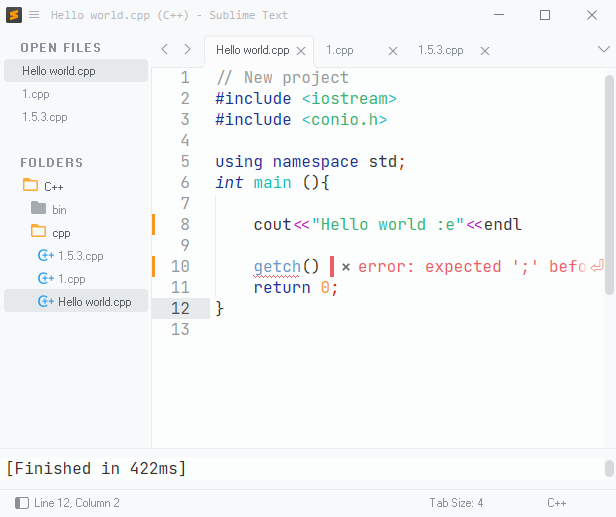 Hello world.cpp (C++) - Sublime Text
OPEN FILES
Hello world.cpp
1.cpp
1.5.3.cpp
FOLDERS
C++
bin
cpp
1.5.3.cpp
1.cpp
Hello world.cpp
Hello world.cpp 1.cpp 1.5.3.cpp
1 // New project
2 #include <iostream>
3 #include <conio.h>
4
5 using namespace std;
6 int main (){
7
8 cout<<"Hello world :e"<<endl
9
10 getch() × error: expected ';' befo
11 return 0;
12 }
13
[Finished in 422ms]
Line 12, Column 2 Tab Size: 4 C++